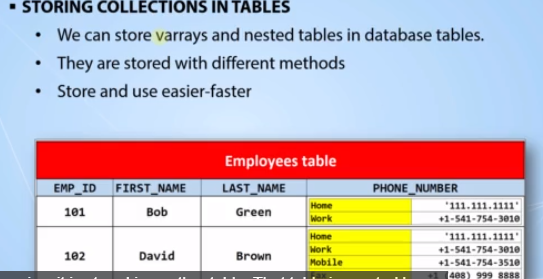 ▪ STORING COLLECTIONS IN TABLES
• We can store varrays and nested tables in database tables.
• They are stored with different methods
• Store and use easier-faster
Employees table
EMP_ID FIRST_NAME LAST_NAME PHONE_NUMBER
101 Bob Green
Home '111.111.1111'
Work +1-541-754-3010
102 David Brown
Home '111.111.1111'
Work +1-541-754-3010
Mobile +1-541-754-3510
+1 (408) 999 8888